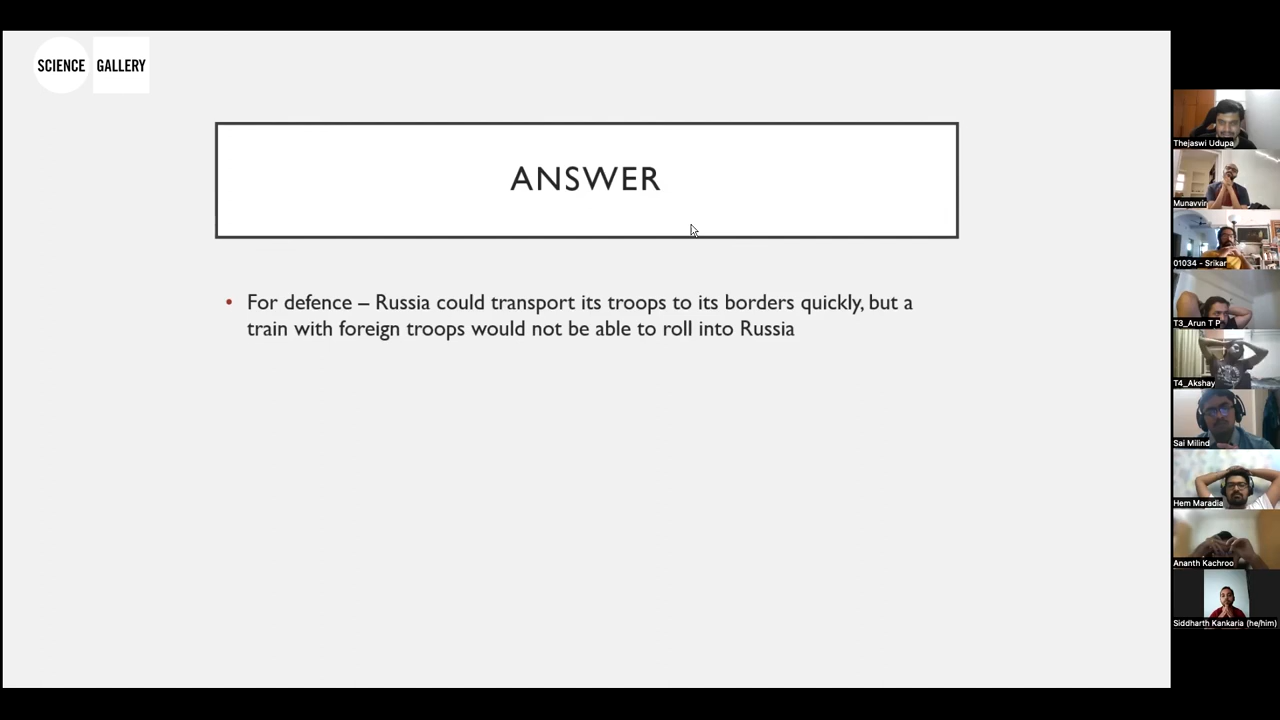 SCIENCE GALLERY
ANSWER
• For defence – Russia could transport its troops to its borders quickly, but a
train with foreign troops would not be able to roll into Russia
Thejaswi Udupa
Munavvir
01034 - Srikar
T3_Arun T P
T4_Akshay
Sai Milind
Hem Maradia
Ananth Kachroo
Siddharth Kankaria (he/him)